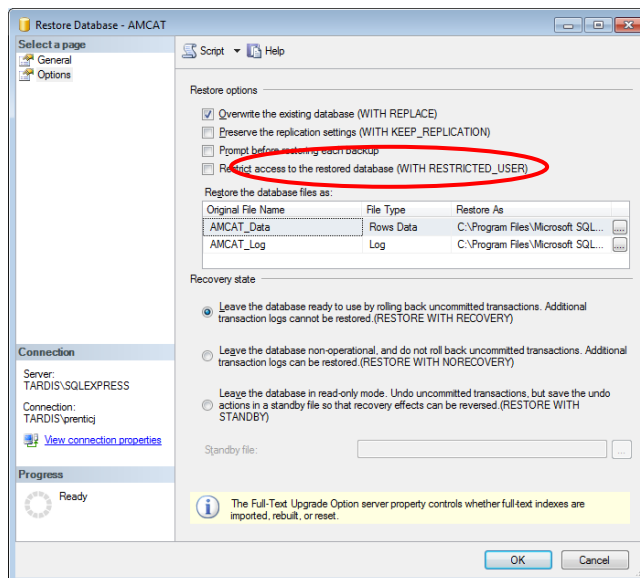 Restore Database - AMCAT
Select a page
General
Options
Script
Help
Restore options
Overwrite the existing database (WITH REPLACE)
Preserve the replication settings (WITH KEEP_REPLICATION)
Prompt before restoring each backup
Restrict access to the restored database (WITH RESTRICTED_USER)
Restore the database files as:
Original File Name File Type Restore As
AMCAT_Data Rows Data C:\Program Files\Microsoft SQL... ...
AMCAT_Log Log C:\Program Files\Microsoft SQL... ...
Recovery state
Leave the database ready to use by rolling back uncommitted transactions. Additional
transaction logs cannot be restored.(RESTORE WITH RECOVERY)
Leave the database non-operational, and do not roll back uncommitted transactions. Additional
transaction logs can be restored.(RESTORE WITH NORECOVERY)
Leave the database in read-only mode. Undo uncommitted transactions, but save the undo
actions in a standby file so that recovery effects can be reversed.(RESTORE WITH
STANDBY)
Standby file:
...
Connection
Server:
TARDIS\SQLEXPRESS
Connection:
TARDIS\prenticj
View connection properties
Progress
Ready
The Full-Text Upgrade Option server property controls whether full-text indexes are
imported, rebuilt, or reset.
OK
Cancel